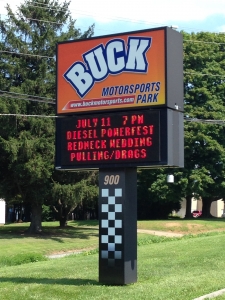 BUCK
MOTORSPORTS
PARK
www.buckmotorsports.com
JULY 11 7 PM
DIESEL POWERFEST
REDNECK WEDDING
PULLING/DRAGS
900